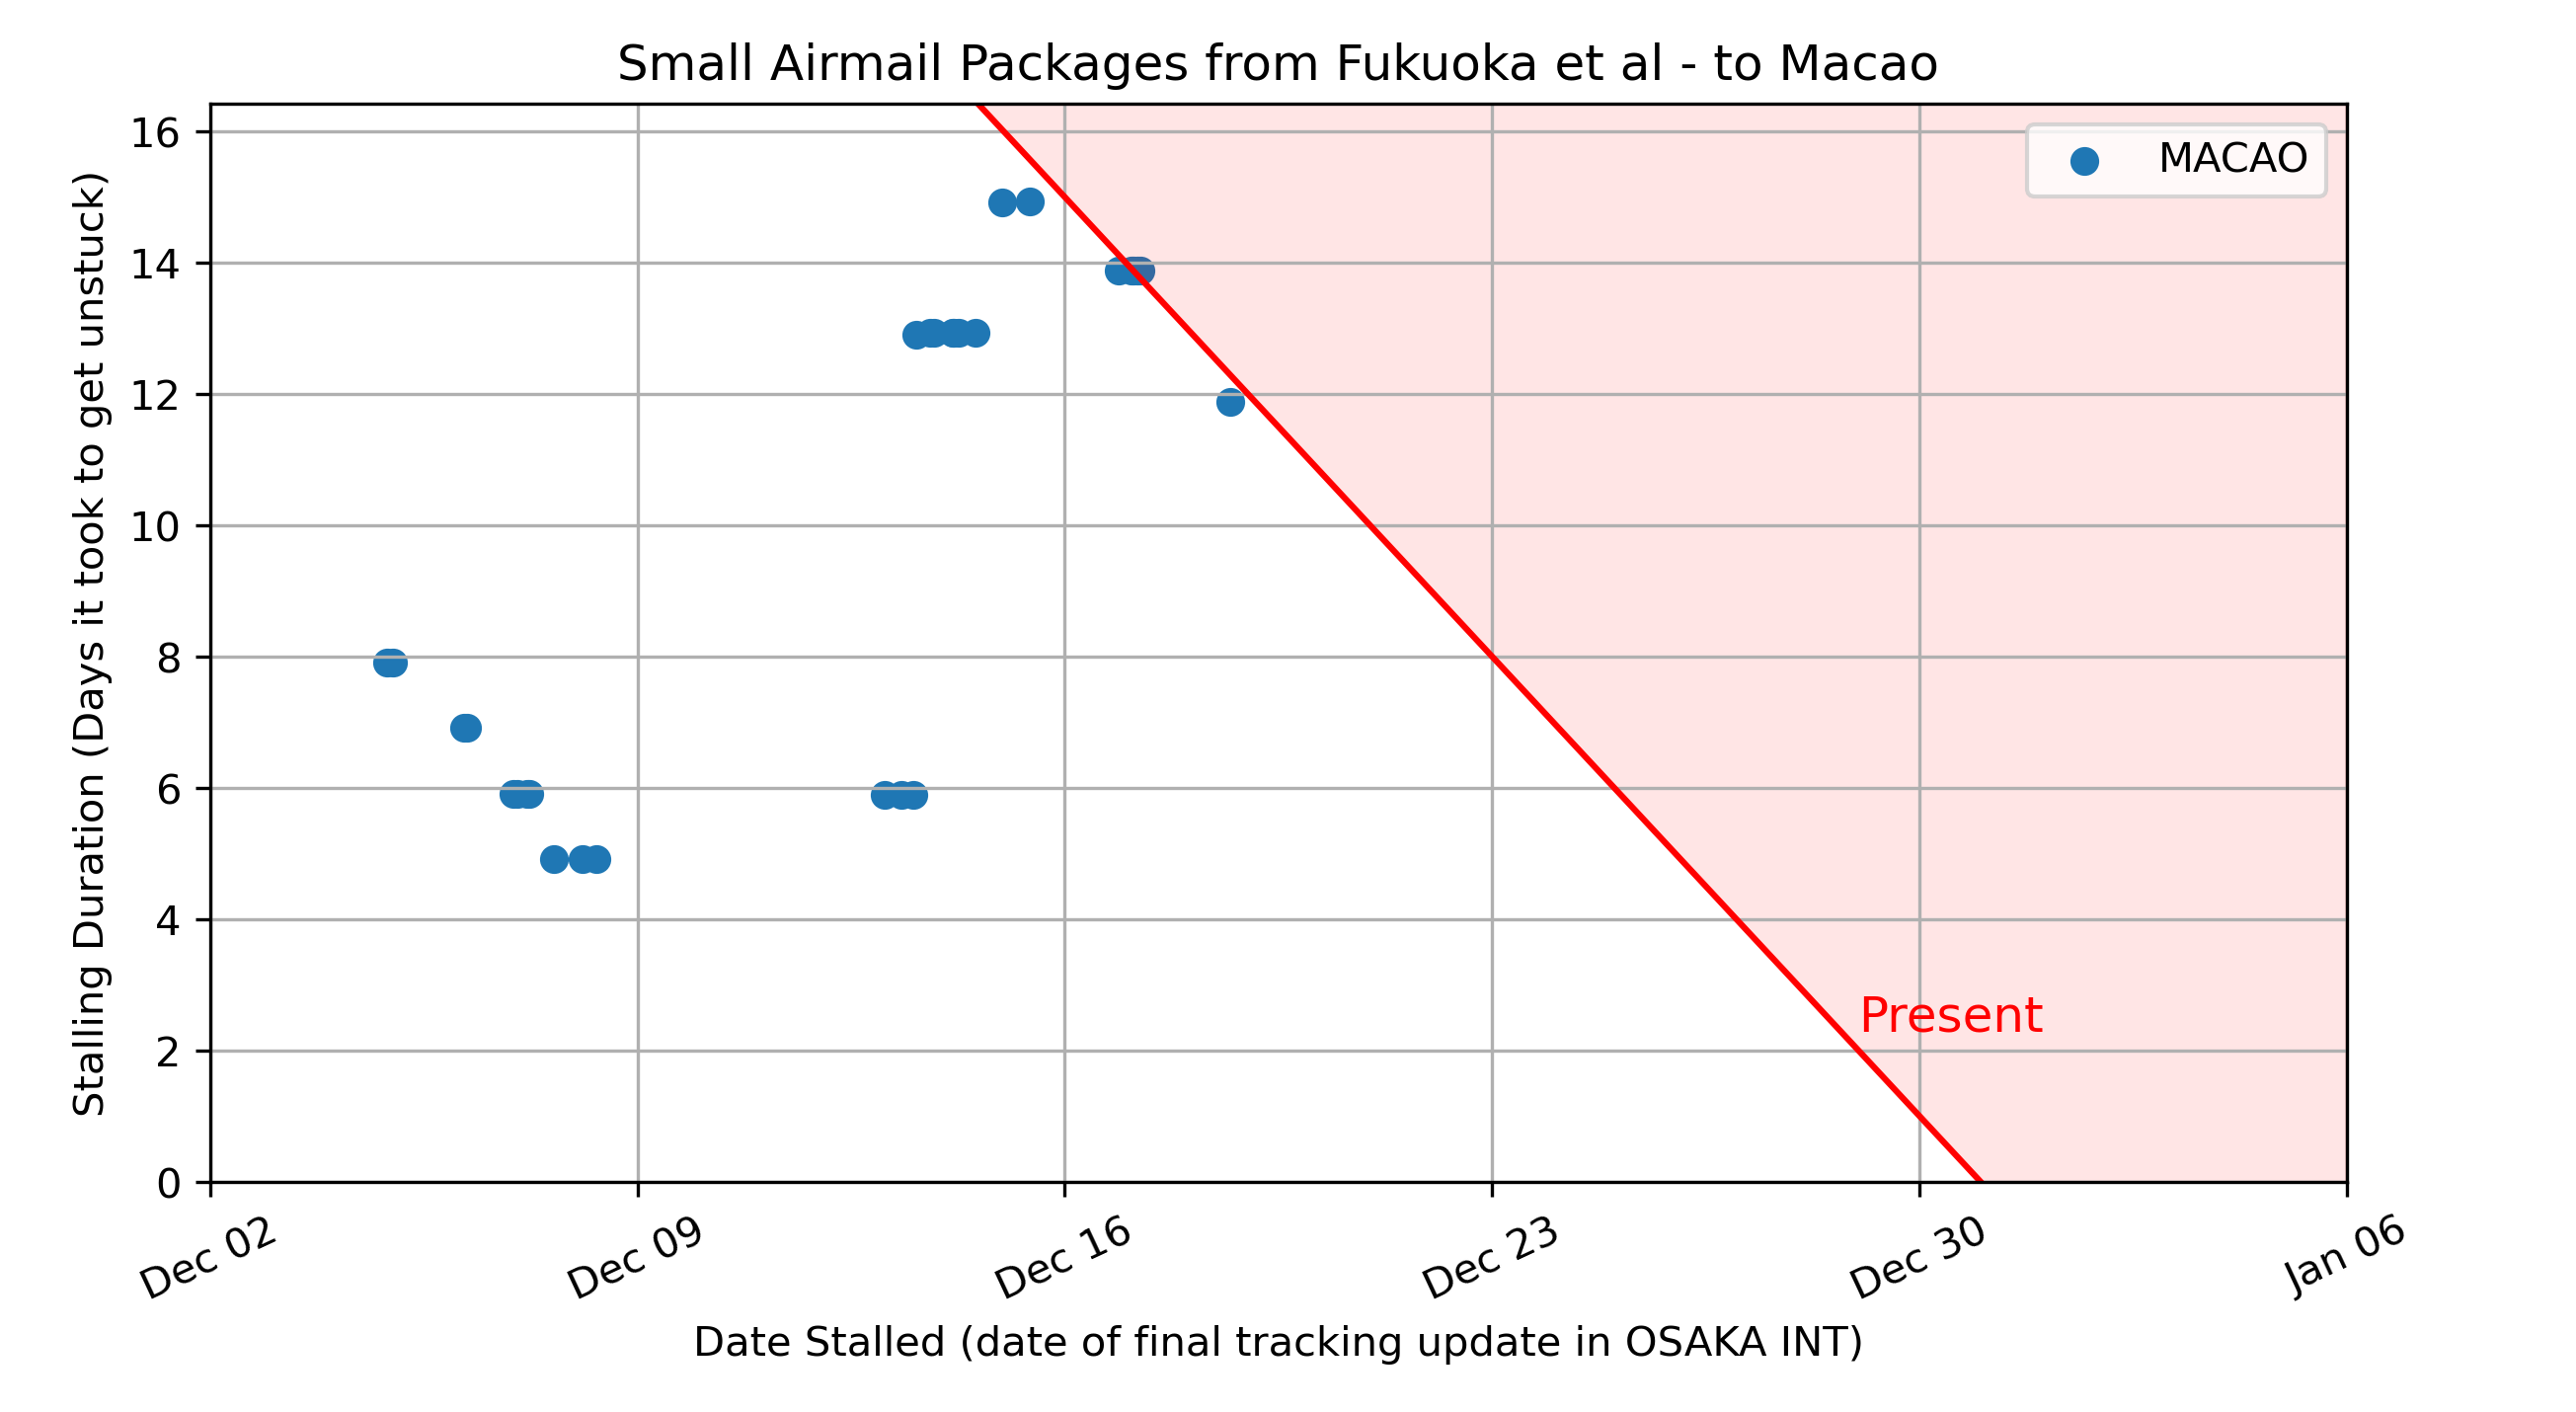 Small Airmail Packages from Fukuoka et al - to Macao
Stalling Duration (Days it took to get unstuck)
16
14
12
10
8
6
4
2
0
MACAO
Present
Dec 02
Dec 09
Dec 16
Dec 23
Dec 30
Jan 06
Date Stalled (date of final tracking update in OSAKA INT)